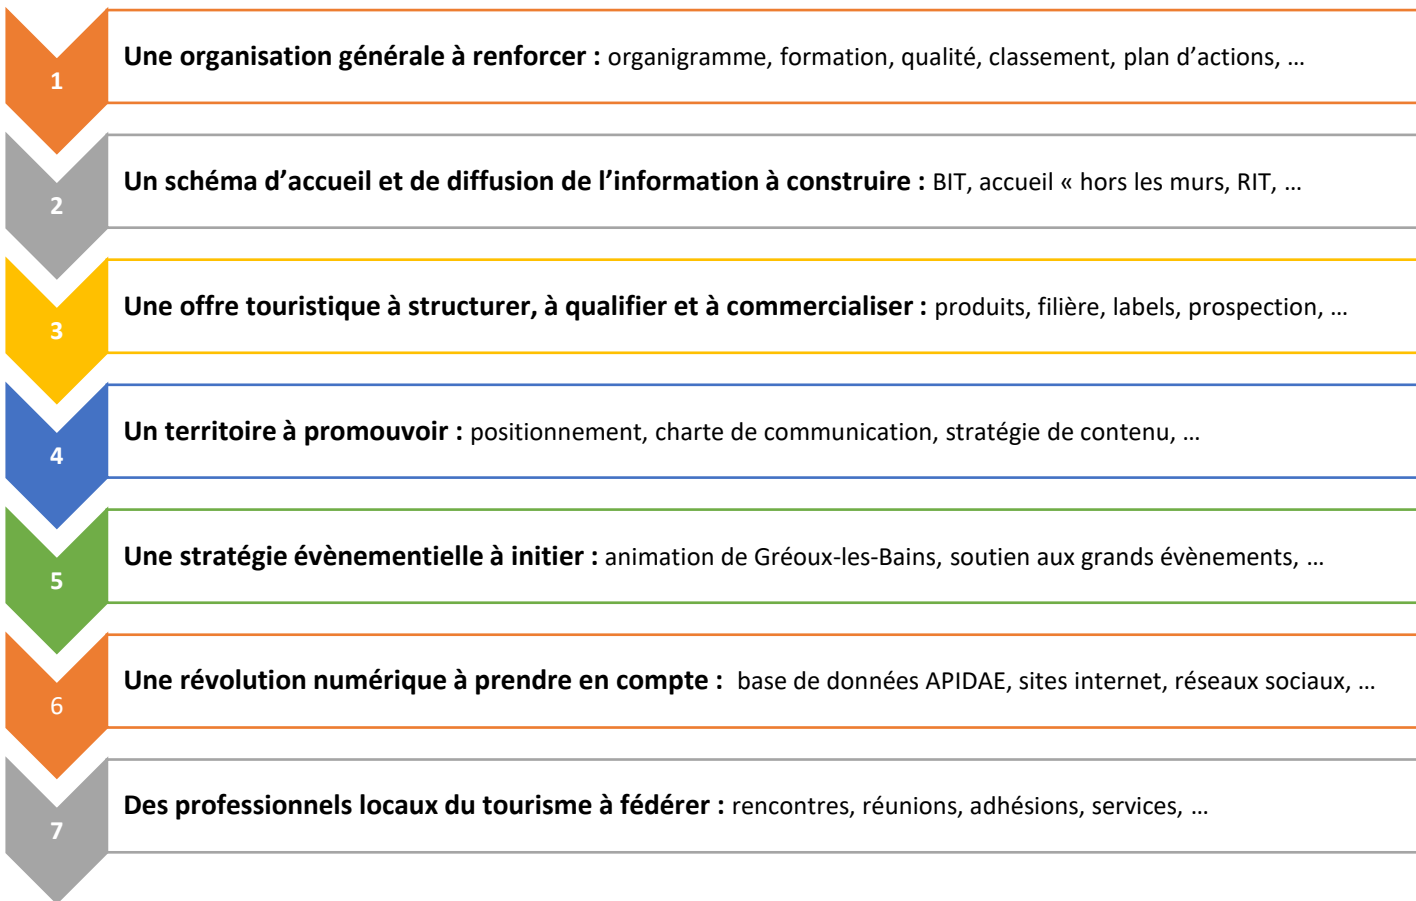 1
Une organisation générale à renforcer : organigramme, formation, qualité, classement, plan d’actions, …
2
Un schéma d’accueil et de diffusion de l’information à construire : BIT, accueil « hors les murs, RIT, …
3
Une offre touristique à structurer, à qualifier et à commercialiser : produits, filière, labels, prospection, …
4
Un territoire à promouvoir : positionnement, charte de communication, stratégie de contenu, …
5
Une stratégie évènementielle à initier : animation de Gréoux-les-Bains, soutien aux grands évènements, …
6
Une révolution numérique à prendre en compte : base de données APIDAE, sites internet, réseaux sociaux, …
7
Des professionnels locaux du tourisme à fédérer : rencontres, réunions, adhésions, services, …